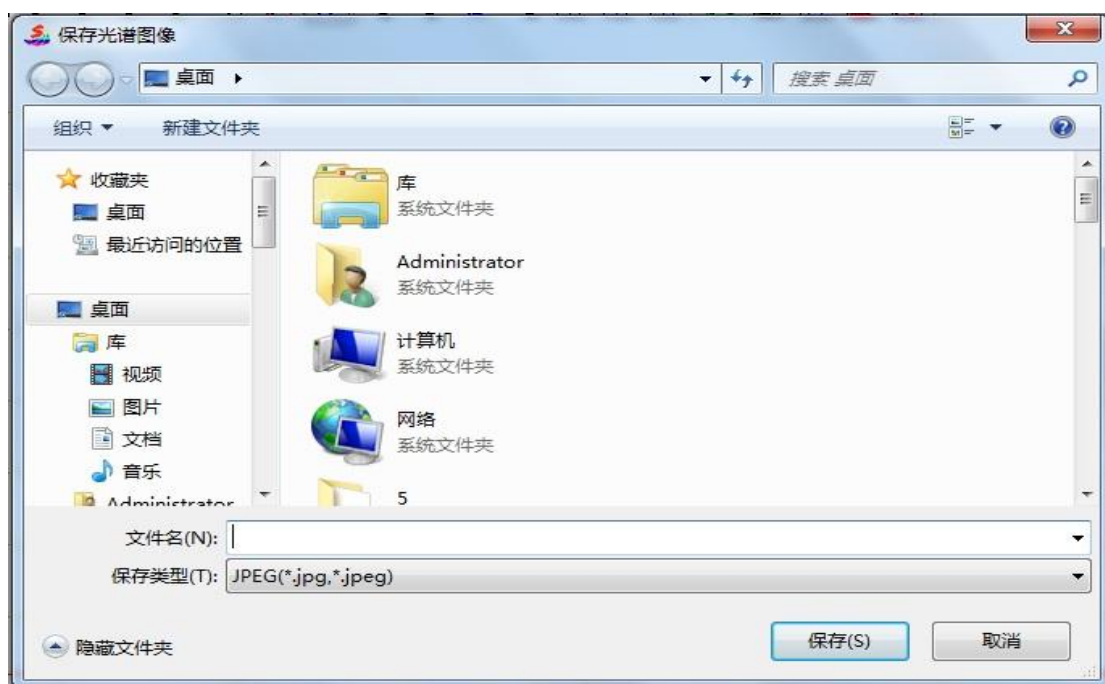 保存光谱图像
桌面
搜索 桌面
组织
新建文件夹
收藏夹
桌面
最近访问的位置
桌面
库
视频
图片
文档
音乐
Administrator
库
系统文件夹
Administrator
系统文件夹
计算机
系统文件夹
网络
系统文件夹
5
文件名(N):
保存类型(T): JPEG(*.jpg,*.jpeg)
隐藏文件夹
保存(S)
取消